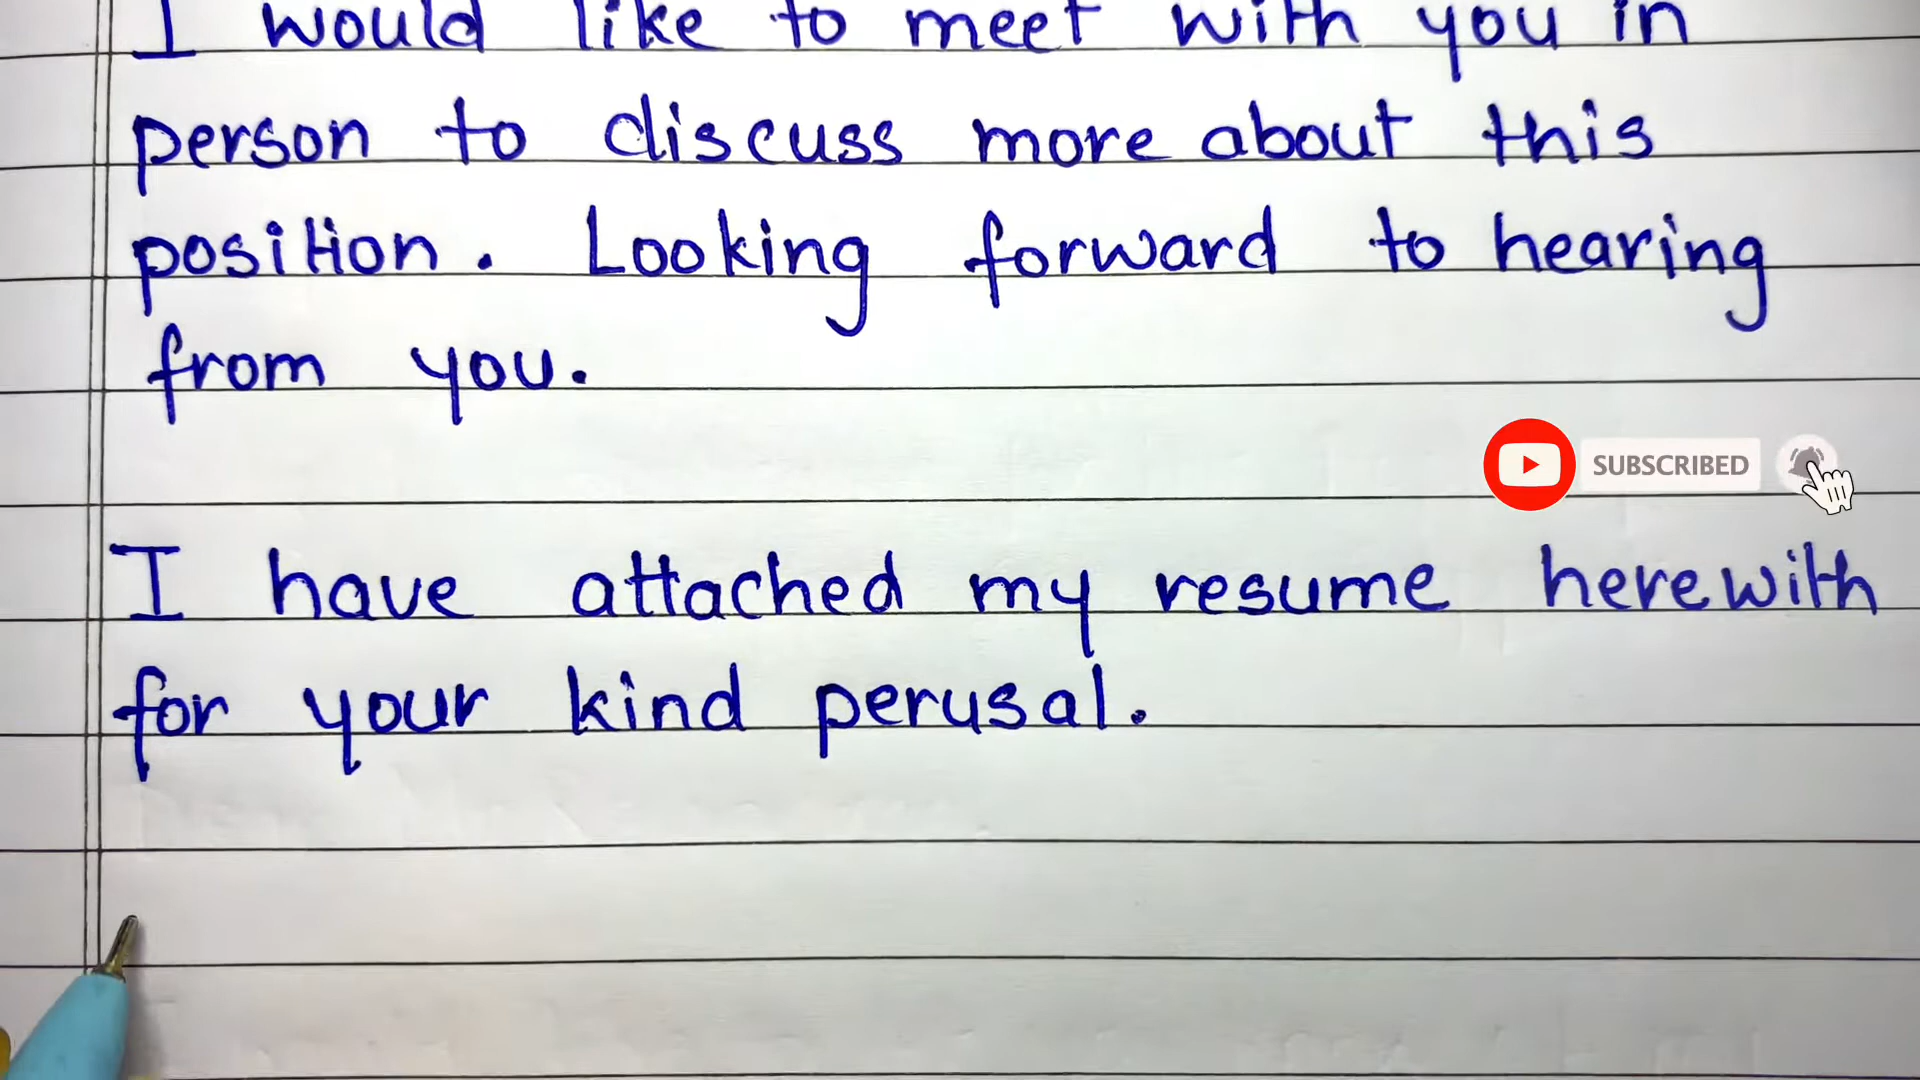 I would like to meet with you in
person to discuss more about this
position. Looking forward to hearing
from you.
SUBSCRIBED
I have attached my resume herewith
for your kind perusal.